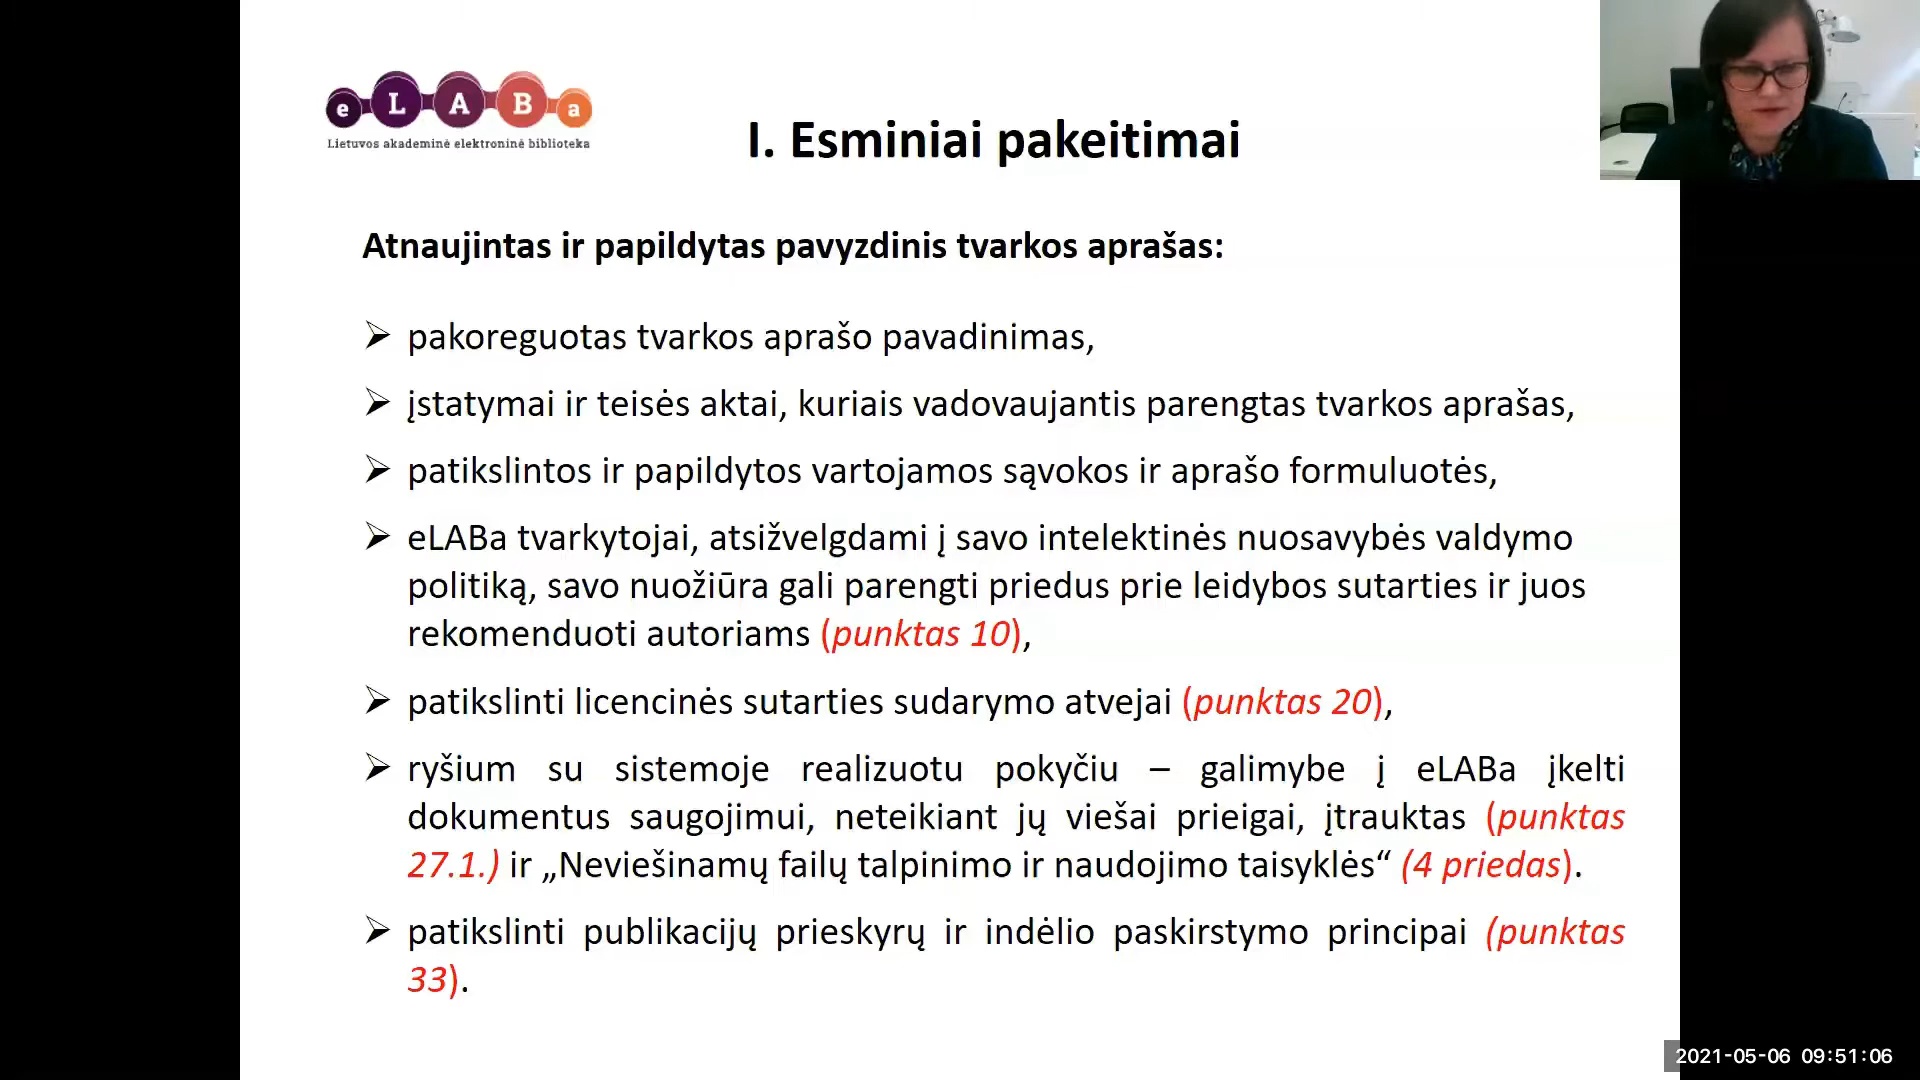 eLABa
Lietuvos akademinė elektroninė biblioteka
I. Esminiai pakeitimai
Atnaujintas ir papildytas pavyzdinis tvarkos aprašas:
➢ pakoreguotas tvarkos aprašo pavadinimas,
➢ įstatymai ir teisės aktai, kuriais vadovaujantis parengtas tvarkos aprašas,
➢ patikslintos ir papildytos vartojamos sąvokos ir aprašo formuluotės,
➢ eLABa tvarkytojai, atsižvelgdami į savo intelektinės nuosavybės valdymo
politiką, savo nuožiūra gali parengti priedus prie leidybos sutarties ir juos
rekomenduoti autoriams (punktas 10),
➢ patikslinti licencinės sutarties sudarymo atvejai (punktas 20),
➢ ryšium su sistemoje realizuotu pokyčiu – galimybe į eLABa įkelti
dokumentus saugojimui, neteikiant jų viešai prieigai, įtrauktas (punktas
27.1.) ir „Neviešinamų failų talpinimo ir naudojimo taisyklės“ (4 priedas).
➢ patikslinti publikacijų prieskyrų ir indėlio paskirstymo principai (punktas
33).
2021-05-06 09:51:06